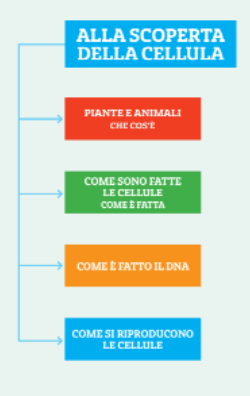 ALLA SCOPERTA
DELLA CELLULA
PIANTE E ANIMALI
CHE COS'È
COME SONO FATTE
LE CELLULE
COME È FATTA
COME È FATTO IL DNA
COME SI RIPRODUCONO
LE CELLULE